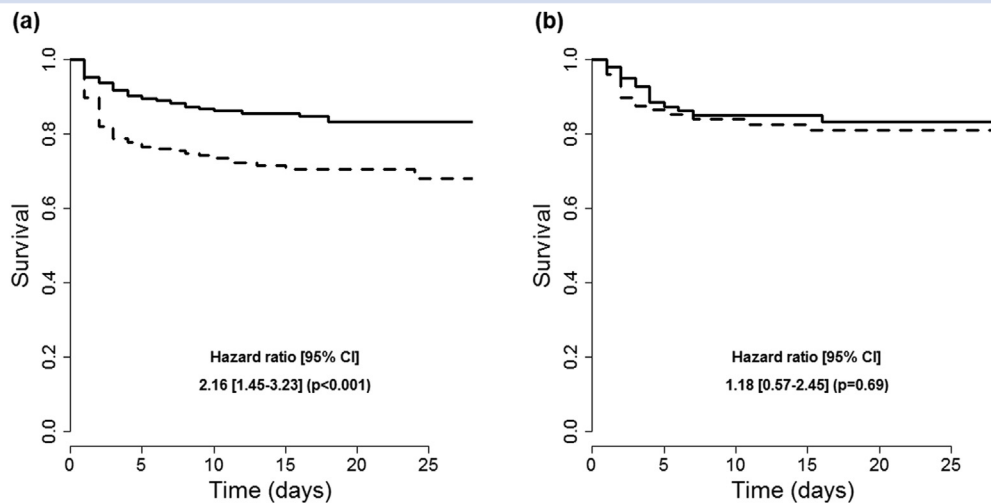 (a)
1.0
0.8
0.6
0.4
0.2
0.0
Survival
Hazard ratio [95% CI]
2.16 [1.45-3.23] (p<0.001)
0 5 10 15 20 25
Time (days)
(b)
1.0
0.8
0.6
0.4
0.2
0.0
Survival
Hazard ratio [95% CI]
1.18 [0.57-2.45] (p=0.69)
0 5 10 15 20 25
Time (days)